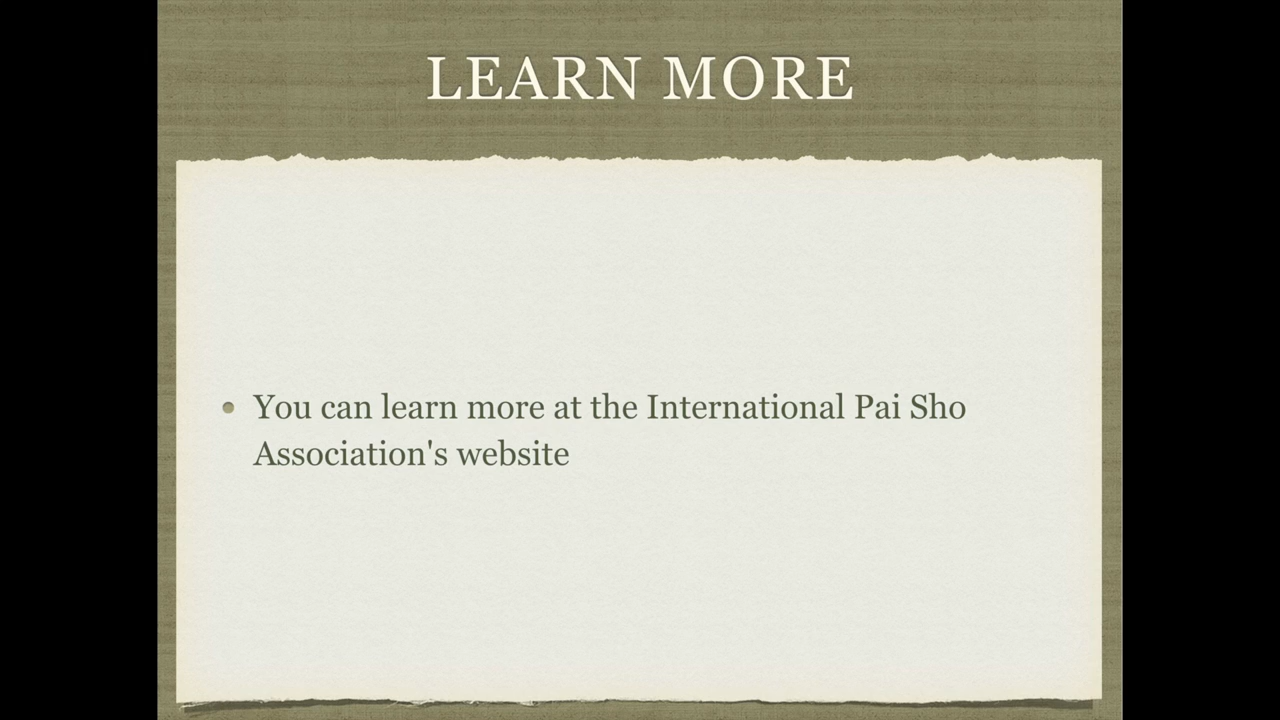 LEARN MORE
• You can learn more at the International Pai Sho
Association's website